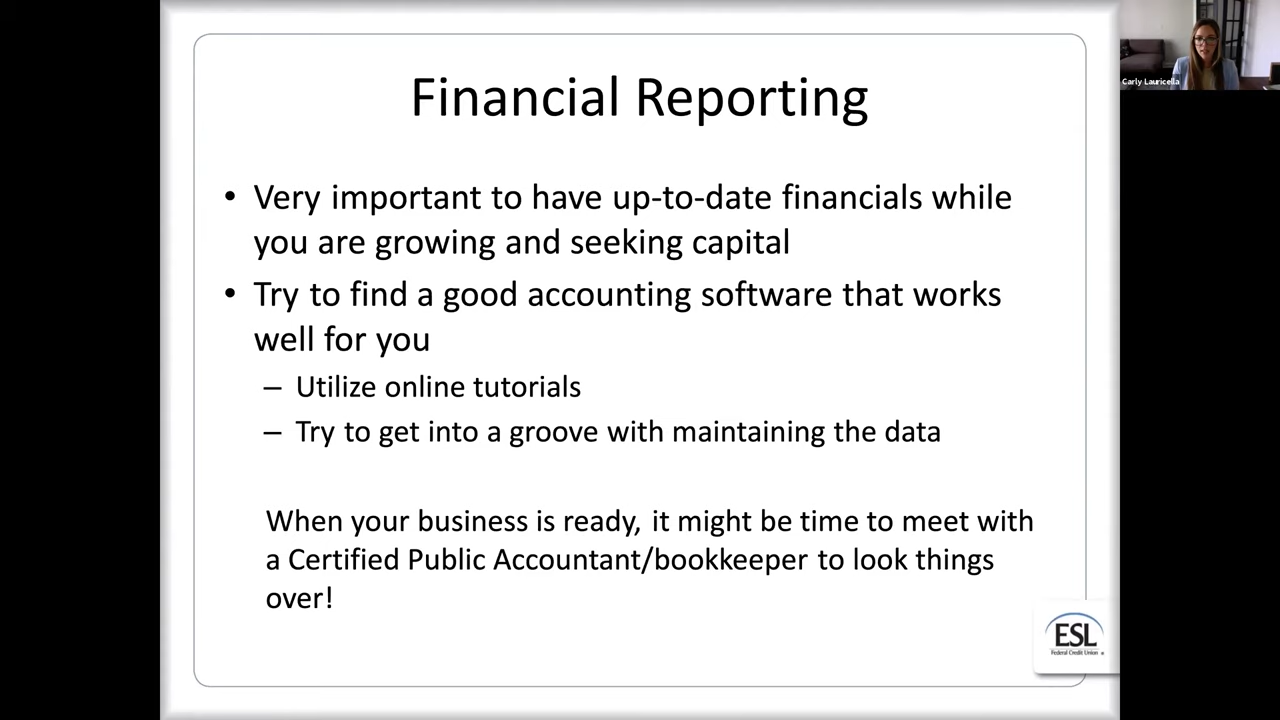 Financial Reporting
• Very important to have up-to-date financials while
you are growing and seeking capital
• Try to find a good accounting software that works
well for you
– Utilize online tutorials
– Try to get into a groove with maintaining the data
When your business is ready, it might be time to meet with
a Certified Public Accountant/bookkeeper to look things
over!
ESL
Federal Credit Union
Carly Lauricella